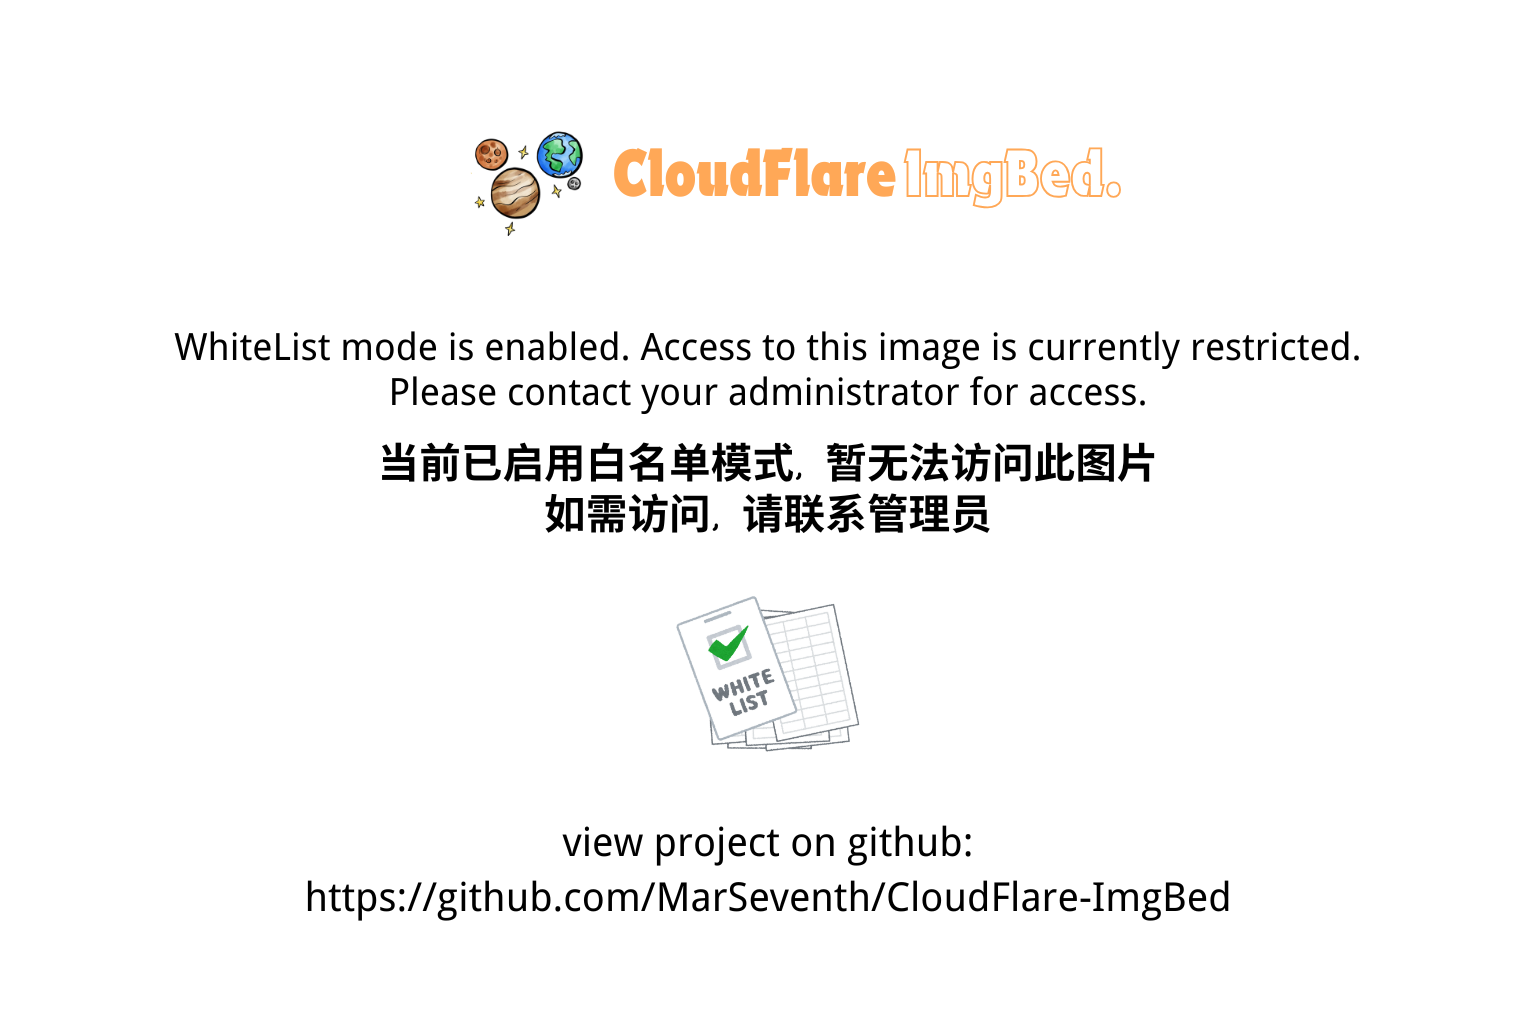 CloudFlare ImgBed.
WhiteList mode is enabled. Access to this image is currently restricted.
Please contact your administrator for access.
当前已启用白名单模式，暂无法访问此图片
如需访问，请联系管理员
WHITE
LIST
view project on github:
https://github.com/MarSeventh/CloudFlare-ImgBed